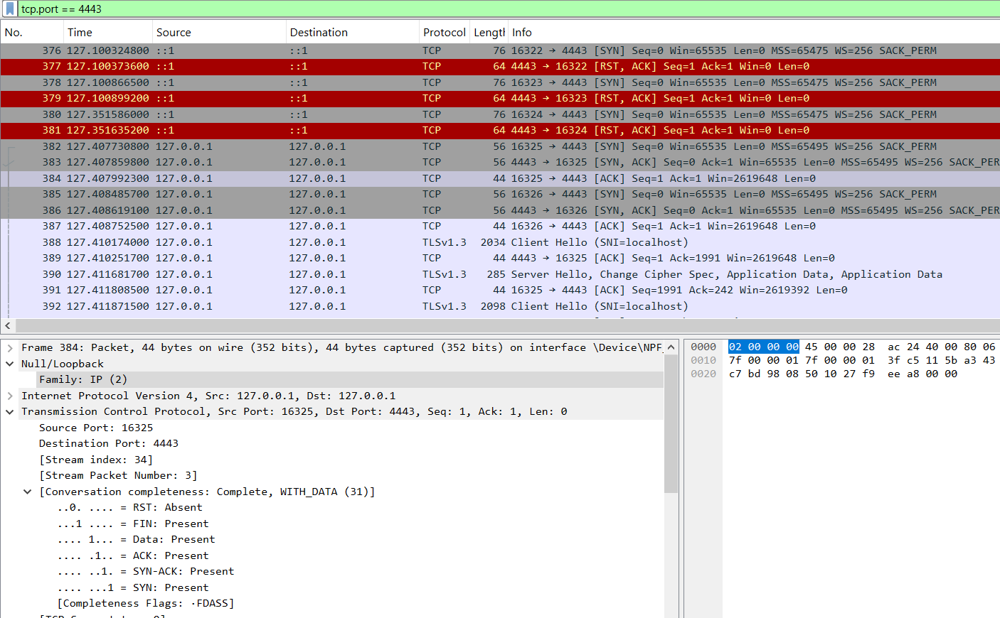 tcp.port == 4443
No. Time Source Destination Protocol Length Info
376 127.100324800 ::1 ::1 TCP 76 16322 → 4443 [SYN] Seq=0 Win=65535 Len=0 MSS=65475 WS=256 SACK_PERM
377 127.100373600 ::1 ::1 TCP 64 4443 → 16322 [RST, ACK] Seq=1 Ack=1 Win=0 Len=0
378 127.100866500 ::1 ::1 TCP 76 16323 → 4443 [SYN] Seq=0 Win=65535 Len=0 MSS=65475 WS=256 SACK_PERM
379 127.100899200 ::1 ::1 TCP 64 4443 → 16323 [RST, ACK] Seq=1 Ack=1 Win=0 Len=0
380 127.351586000 ::1 ::1 TCP 76 16324 → 4443 [SYN] Seq=0 Win=65535 Len=0 MSS=65475 WS=256 SACK_PERM
381 127.351635200 ::1 ::1 TCP 64 4443 → 16324 [RST, ACK] Seq=1 Ack=1 Win=0 Len=0
382 127.407730800 127.0.0.1 127.0.0.1 TCP 56 16325 → 4443 [SYN] Seq=0 Win=65535 Len=0 MSS=65495 WS=256 SACK_PERM
383 127.407859800 127.0.0.1 127.0.0.1 TCP 56 4443 → 16325 [SYN, ACK] Seq=0 Ack=1 Win=65535 Len=0 MSS=65495 WS=256 SACK_PER
384 127.407992300 127.0.0.1 127.0.0.1 TCP 44 16325 → 4443 [ACK] Seq=1 Ack=1 Win=2619648 Len=0
385 127.408485700 127.0.0.1 127.0.0.1 TCP 56 16326 → 4443 [SYN] Seq=0 Win=65535 Len=0 MSS=65495 WS=256 SACK_PERM
386 127.408619100 127.0.0.1 127.0.0.1 TCP 56 4443 → 16326 [SYN, ACK] Seq=0 Ack=1 Win=65535 Len=0 MSS=65495 WS=256 SACK_PER
387 127.408752500 127.0.0.1 127.0.0.1 TCP 44 16326 → 4443 [ACK] Seq=1 Ack=1 Win=2619648 Len=0
388 127.410174000 127.0.0.1 127.0.0.1 TLSv1.3 2034 Client Hello (SNI=localhost)
389 127.410251700 127.0.0.1 127.0.0.1 TCP 44 4443 → 16325 [ACK] Seq=1 Ack=1991 Win=2619648 Len=0
390 127.411681700 127.0.0.1 127.0.0.1 TLSv1.3 285 Server Hello, Change Cipher Spec, Application Data, Application Data
391 127.411808500 127.0.0.1 127.0.0.1 TCP 44 16325 → 4443 [ACK] Seq=1991 Ack=242 Win=2619392 Len=0
392 127.411871500 127.0.0.1 127.0.0.1 TLSv1.3 2098 Client Hello (SNI=localhost)
Frame 384: Packet, 44 bytes on wire (352 bits), 44 bytes captured (352 bits) on interface \Device\NPF_
Null/Loopback
Family: IP (2)
Internet Protocol Version 4, Src: 127.0.0.1, Dst: 127.0.0.1
Transmission Control Protocol, Src Port: 16325, Dst Port: 4443, Seq: 1, Ack: 1, Len: 0
Source Port: 16325
Destination Port: 4443
[Stream index: 34]
[Stream Packet Number: 3]
[Conversation completeness: Complete, WITH_DATA (31)]
..0. .... = RST: Absent
...1 .... = FIN: Present
.... 1... = Data: Present
.... .1.. = ACK: Present
.... ..1. = SYN-ACK: Present
.... ...1 = SYN: Present
[Completeness Flags: ·FDASS]
0000 02 00 00 00 45 00 00 28 ac 24 40 00 80 06
0010 7f 00 00 01 7f 00 00 01 3f c5 11 5b a3 43
0020 c7 bd 98 08 50 10 27 f9 ee a8 00 00